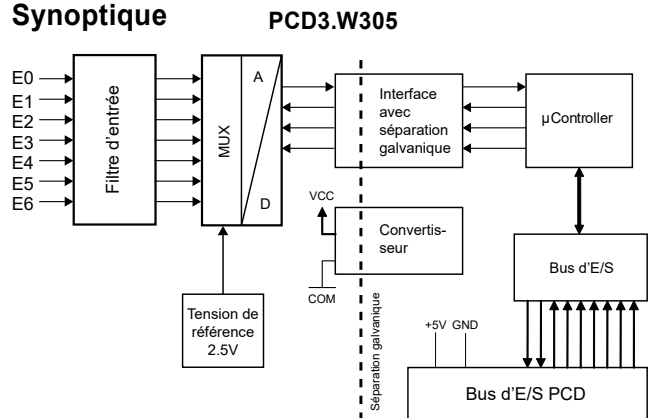 Synoptique
PCD3.W305
E0
E1
E2
E3
E4
E5
E6
Filtre d'entrée
MUX
A
D
Interface
avec
séparation
galvanique
µController
VCC
COM
Convertis-
seur
Bus d'E/S
Tension de
référence
2.5V
Séparation galvanique
+5V GND
Bus d'E/S PCD